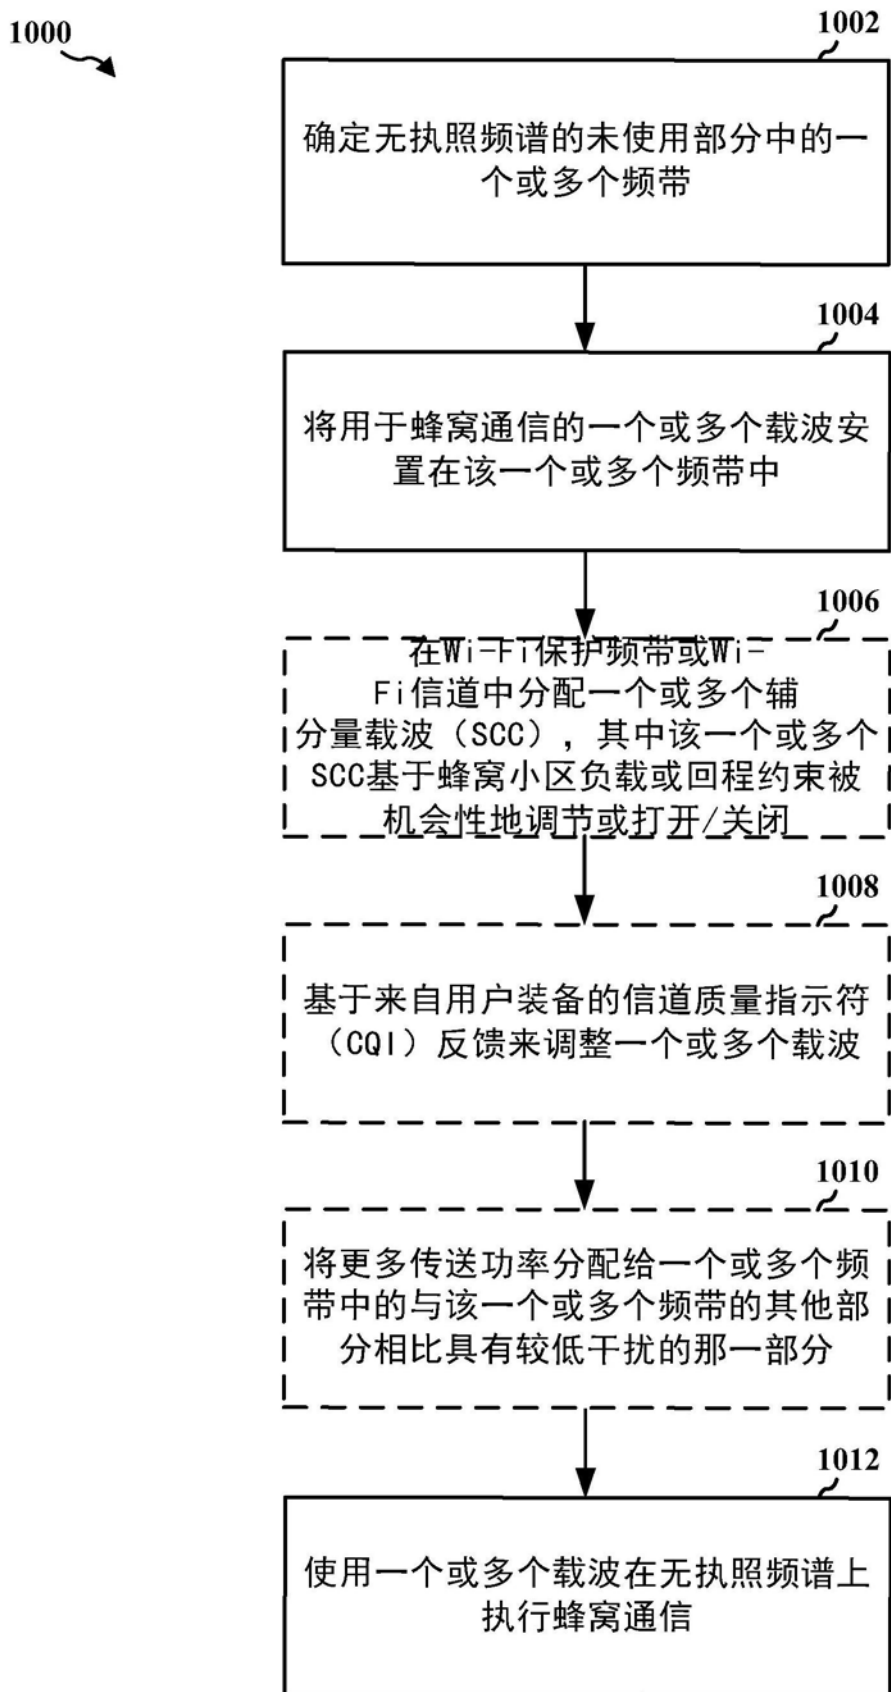 1000
1002
确定无执照频谱的未使用部分中的一
个或多个频带
1004
将用于蜂窝通信的一个或多个载波安
置在该一个或多个频带中
1006
在Wi-Fi保护频带或Wi-
Fi信道中分配一个或多个辅
分量载波（SCC），其中该一个或多个
SCC基于蜂窝小区负载或回程约束被
机会性地调节或打开/关闭
1008
基于来自用户装备的信道质量指示符
（CQI）反馈来调整一个或多个载波
1010
将更多传送功率分配给一个或多个频
带中的与该一个或多个频带的其他部
分相比具有较低干扰的那一部分
1012
使用一个或多个载波在无执照频谱上
执行蜂窝通信